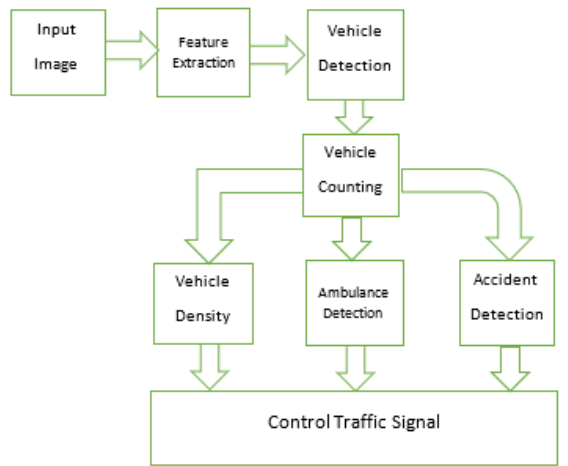 Input
Image
Feature
Extraction
Vehicle
Detection
Vehicle
Counting
Vehicle
Density
Ambulance
Detection
Accident
Detection
Control Traffic Signal